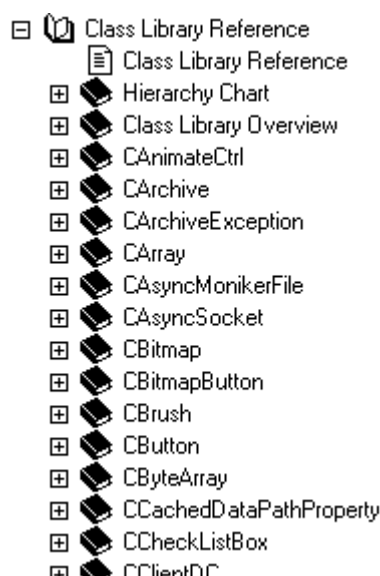 Class Library Reference
Class Library Reference
Hierarchy Chart
Class Library Overview
CAnimateCtrl
CArchive
CArchiveException
CArray
CAsyncMonikerFile
CAsyncSocket
CBitmap
CBitmapButton
CBrush
CButton
CByteArray
CCachedDataPathProperty
CCheckListBox
CClientDC